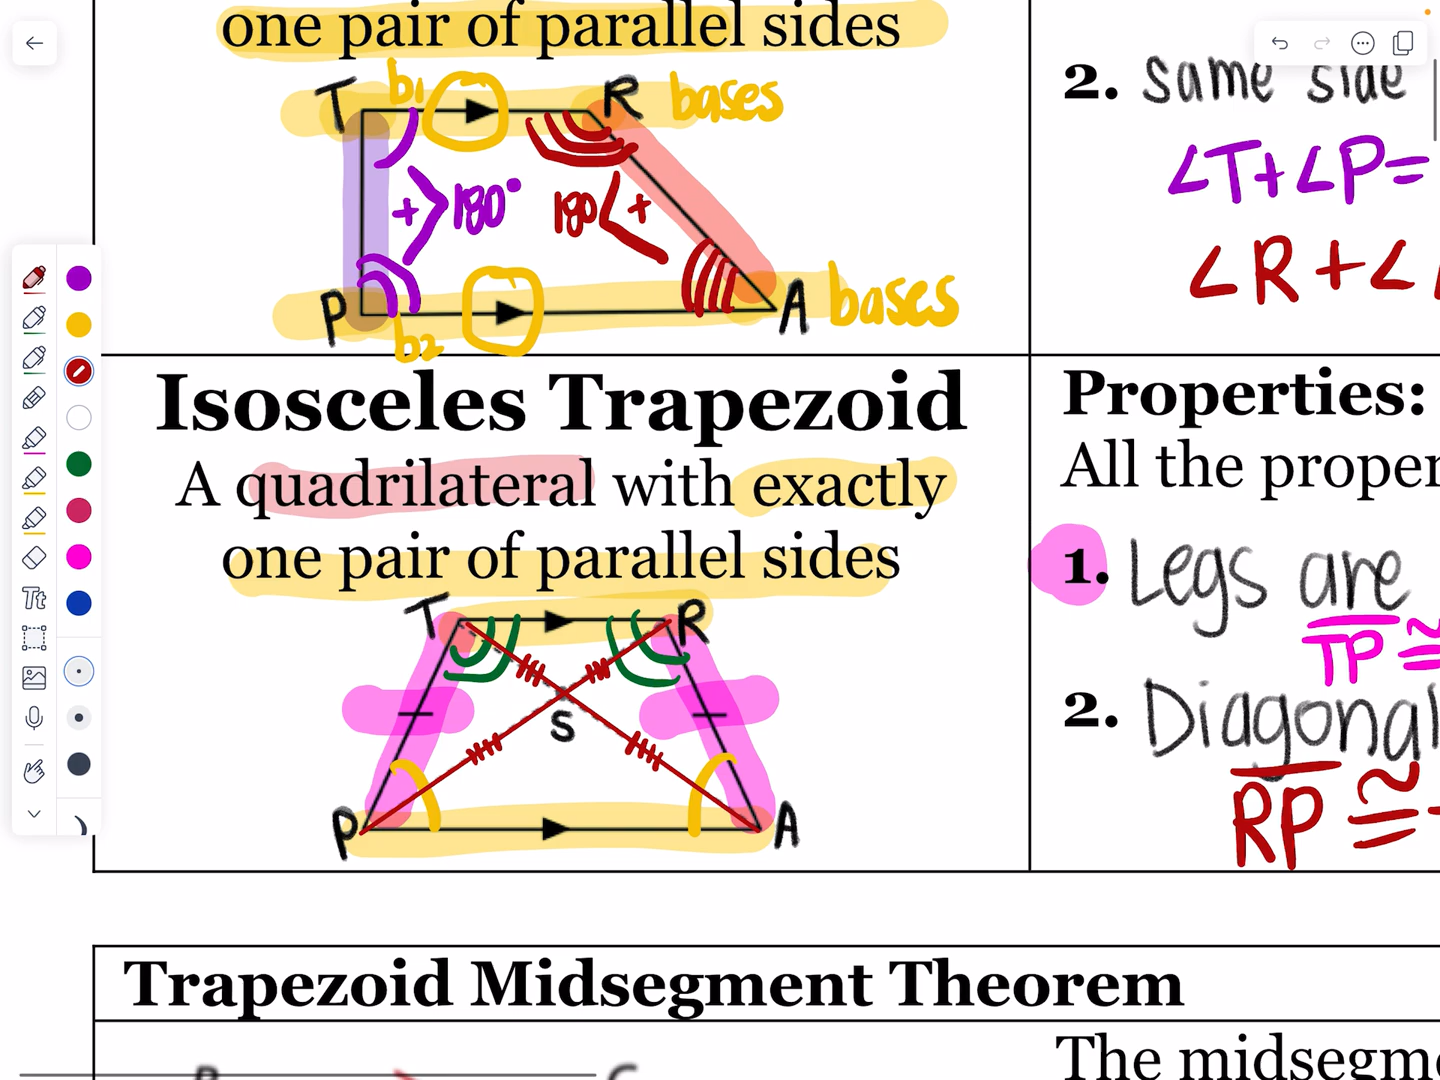 one pair of parallel sides
T b1 R bases
+ 180° 180 +
P b2 A bases
2. same side
∠T+∠P=
∠R+∠
Isosceles Trapezoid
A quadrilateral with exactly
one pair of parallel sides
T R
S
P A
Properties:
All the proper
1. Legs are
TP ≅
2. Diagonal
RP ≅
Trapezoid Midsegment Theorem
The midsegm
Tt